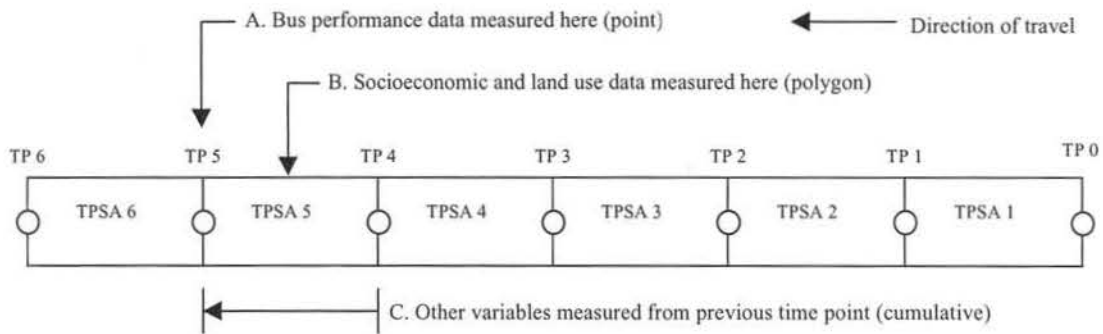 A. Bus performance data measured here (point)
Direction of travel
B. Socioeconomic and land use data measured here (polygon)
TP 6 TP 5 TP 4 TP 3 TP 2 TP 1 TP 0
TPSA 6 TPSA 5 TPSA 4 TPSA 3 TPSA 2 TPSA 1
C. Other variables measured from previous time point (cumulative)